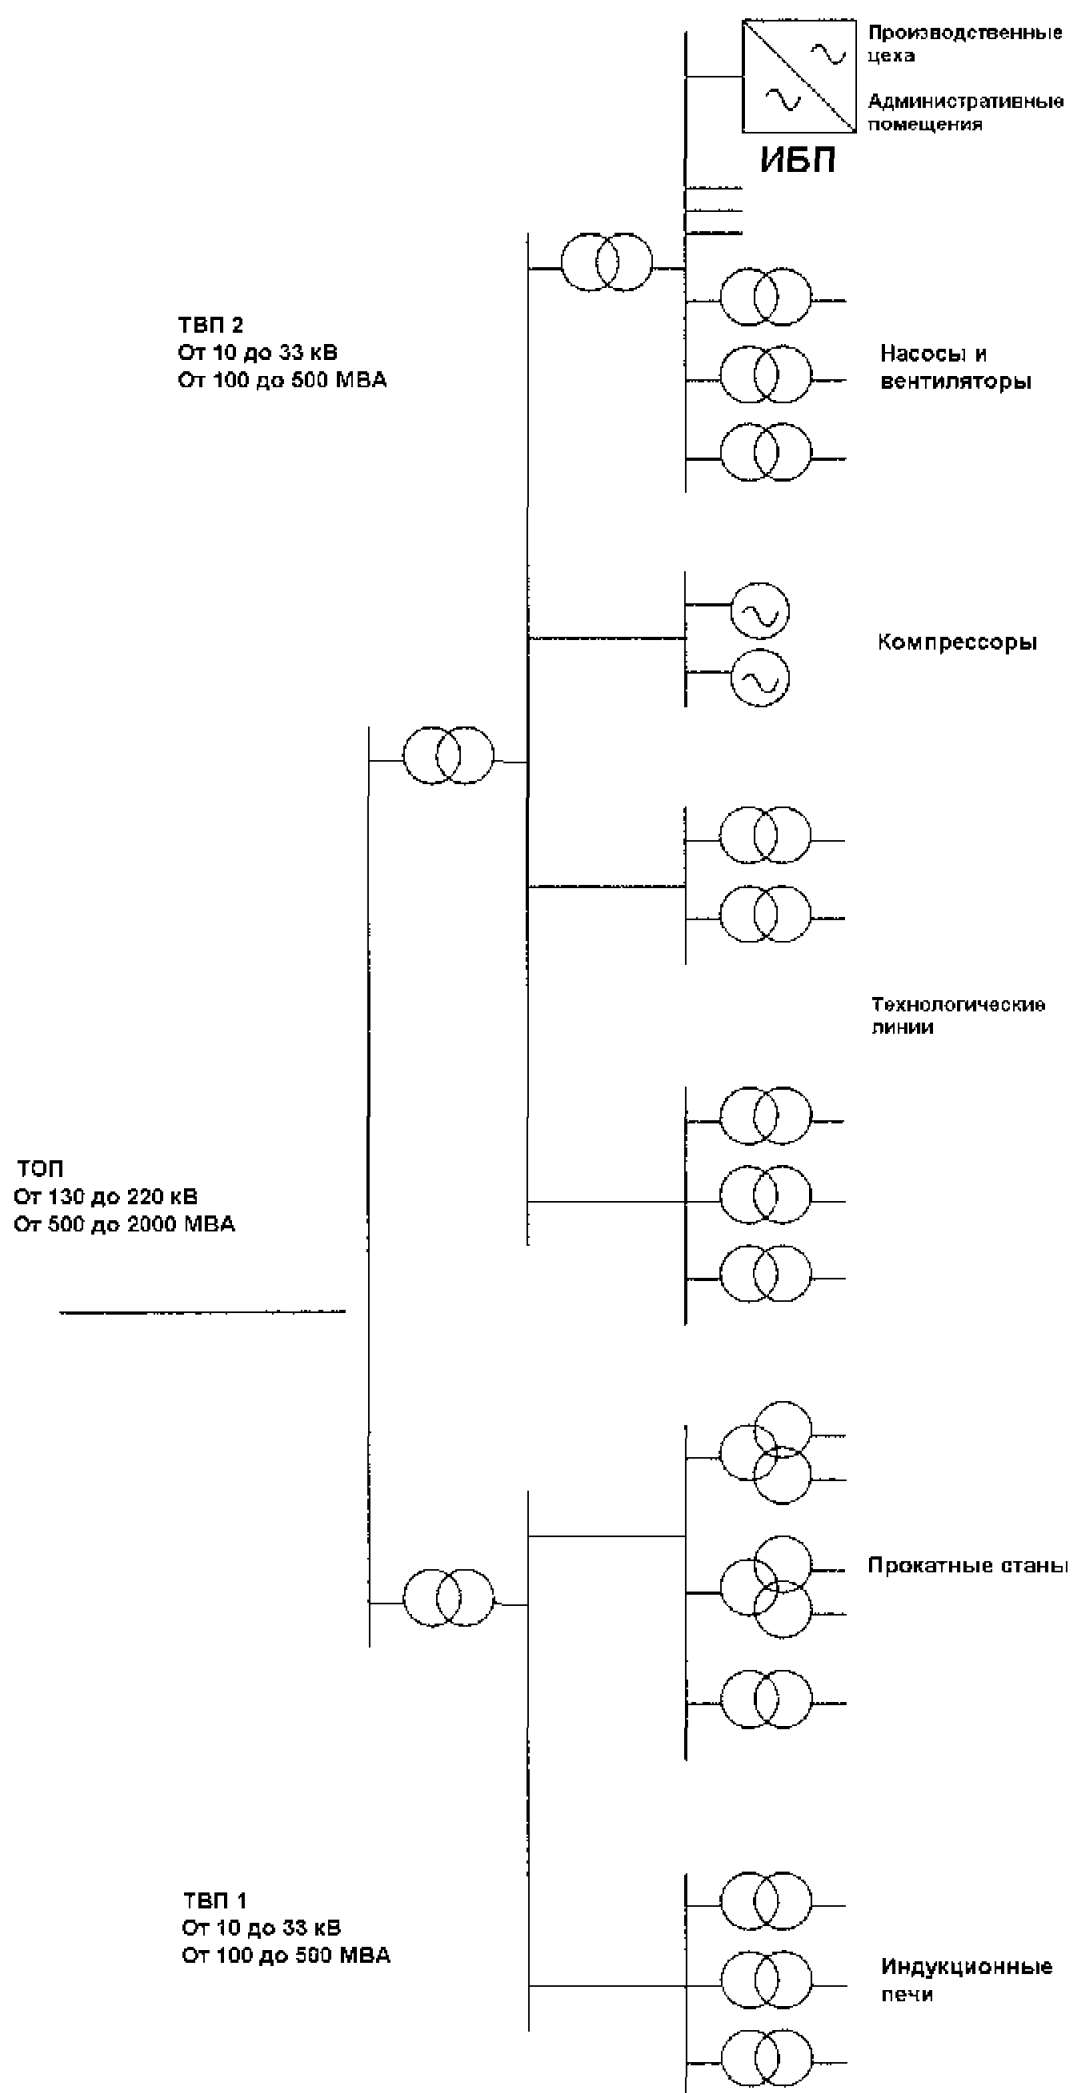 Производственные
цеха
Административные
помещения
ИБП
ТВП 2
От 10 до 33 кВ
От 100 до 500 МВА
Насосы и
вентиляторы
Компрессоры
Технологические
линии
ТОП
От 130 до 220 кВ
От 500 до 2000 МВА
Прокатные станы
ТВП 1
От 10 до 33 кВ
От 100 до 500 МВА
Индукционные
печи